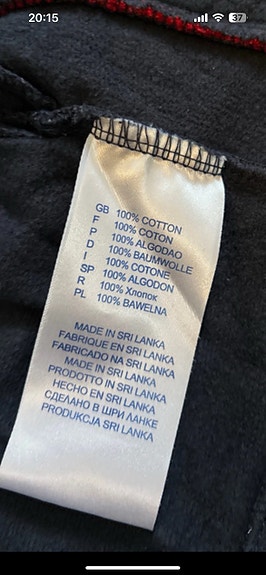 20:15
37
GB 100% COTTON
F 100% COTON
P 100% ALGODAO
D 100% BAUMWOLLE
I 100% COTONE
SP 100% ALGODON
R 100% Хлопок
PL 100% BAWELNA
MADE IN SRI LANKA
FABRIQUE EN SRI LANKA
FABRICADO NA SRI LANKA
MADE IN SRI LANKA
PRODOTTO IN SRI LANKA
HECHO EN SRI LANKA
СДЕЛАНО В ШРИ ЛАНКЕ
PRODUKCJA SRI LANKA